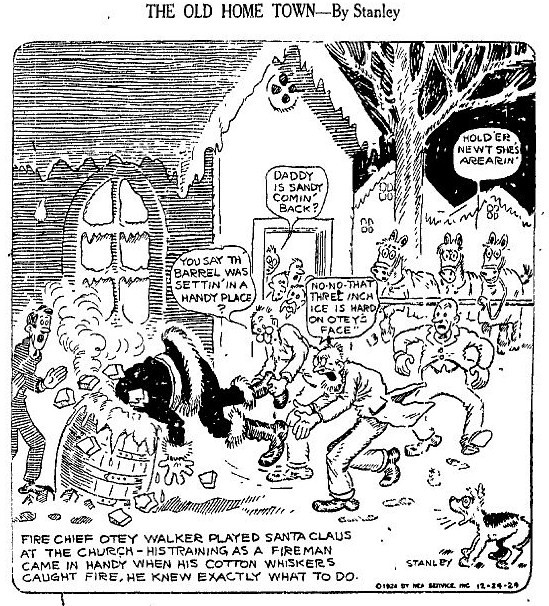 THE OLD HOME TOWN—By Stanley
HOLD 'ER
NEWT SHE'S
AREARIN'
DADDY
IS SANDY
COMIN'
BACK?
YOU SAY TH
BARREL WAS
SETTIN' IN A
HANDY PLACE
?
NO-NO-THAT
THREE INCH
ICE IS HARD
ON OTEY'S
FACE
FIRE CHIEF OTEY WALKER PLAYED SANTA CLAUS
AT THE CHURCH - HIS TRAINING AS A FIREMAN
CAME IN HANDY WHEN HIS COTTON WHISKERS
CAUGHT FIRE, HE KNEW EXACTLY WHAT TO DO.
STANLEY
©1924 BY NEA SERVICE, INC 12-24-24